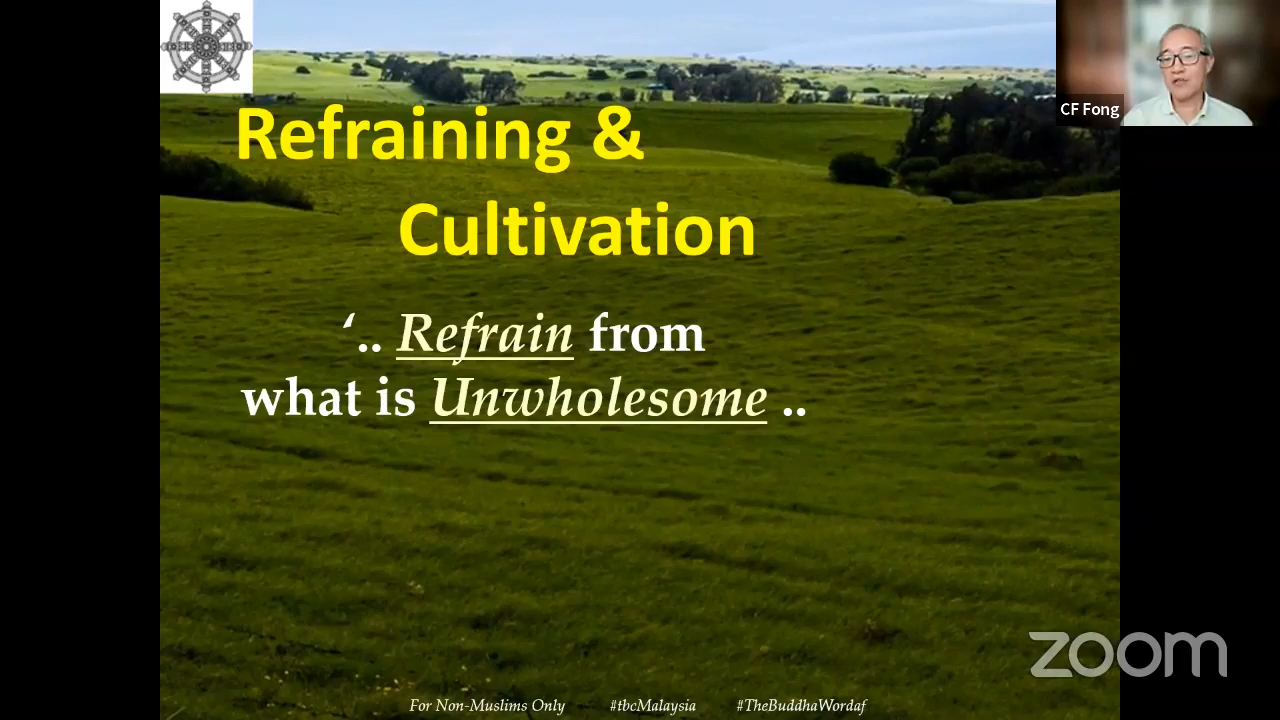 Refraining &
Cultivation
‘.. Refrain from
what is Unwholesome ..
CF Fong
zoom
For Non-Muslims Only #tbcMalaysia #TheBuddhaWordaf